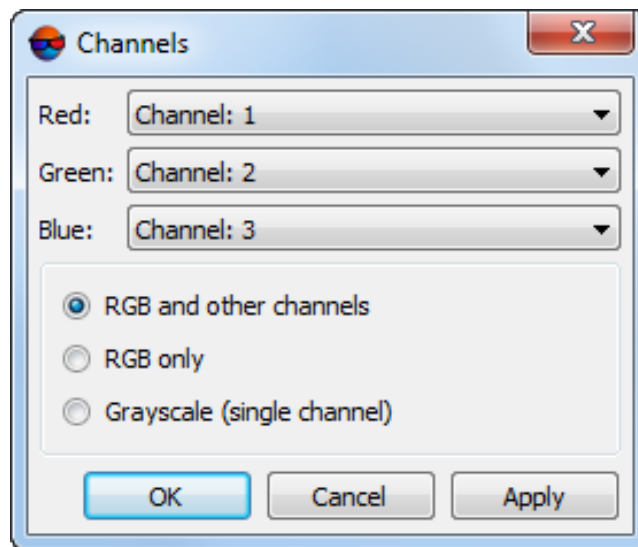 Channels
Red: Channel: 1
Green: Channel: 2
Blue: Channel: 3
RGB and other channels
RGB only
Grayscale (single channel)
OK Cancel Apply